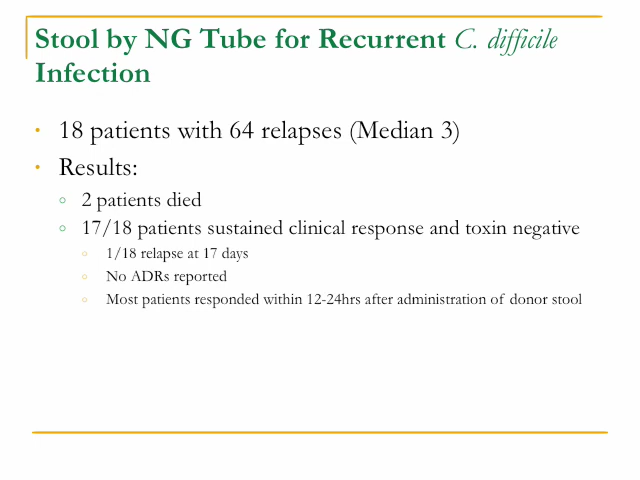 Stool by NG Tube for Recurrent C. difficile
Infection
• 18 patients with 64 relapses (Median 3)
• Results:
○ 2 patients died
○ 17/18 patients sustained clinical response and toxin negative
○ 1/18 relapse at 17 days
○ No ADRs reported
○ Most patients responded within 12-24hrs after administration of donor stool